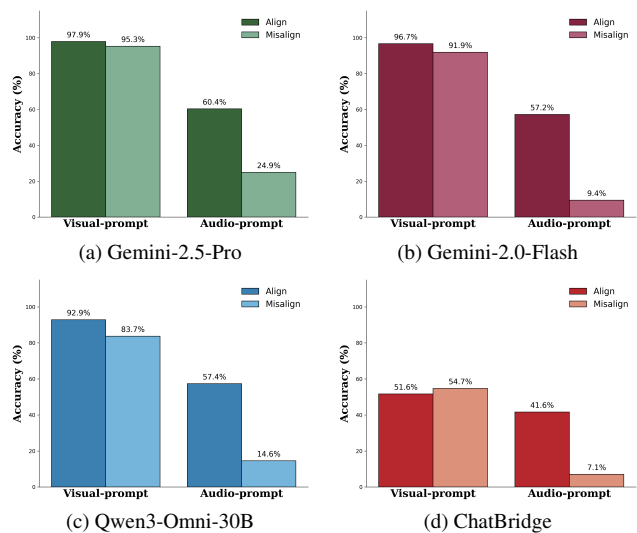 Align
Misalign
97.9%
95.3%
60.4%
24.9%
Accuracy (%)
100
80
60
40
20
0
Visual-prompt
Audio-prompt
(a) Gemini-2.5-Pro
Align
Misalign
96.7%
91.9%
57.2%
9.4%
Accuracy (%)
100
80
60
40
20
0
Visual-prompt
Audio-prompt
(b) Gemini-2.0-Flash
Align
Misalign
92.9%
83.7%
57.4%
14.6%
Accuracy (%)
100
80
60
40
20
0
Visual-prompt
Audio-prompt
(c) Qwen3-Omni-30B
Align
Misalign
51.6%
54.7%
41.6%
7.1%
Accuracy (%)
100
80
60
40
20
0
Visual-prompt
Audio-prompt
(d) ChatBridge